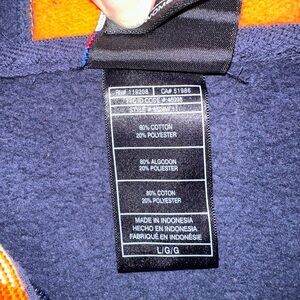 RN# 119208 CA# 51986
80% COTTON
20% POLYESTER
80% ALGODON
20% POLIESTER
80% COTON
20% POLYESTER
MADE IN INDONESIA
HECHO EN INDONESIA
FABRIQUÉ EN INDONÉSIE
L/G/G